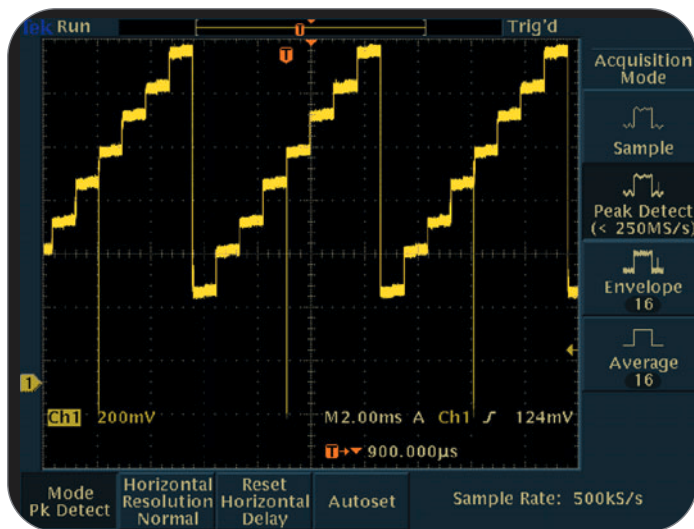 Tek Run
T
Trig'd
T
Acquisition
Mode
Sample
Peak Detect
(< 250MS/s)
Envelope
16
Average
16
1
Ch1 200mV
M2.00ms A Ch1 124mV
T 900.000µs
Mode
Pk Detect
Horizontal
Resolution
Normal
Reset
Horizontal
Delay
Autoset
Sample Rate: 500kS/s